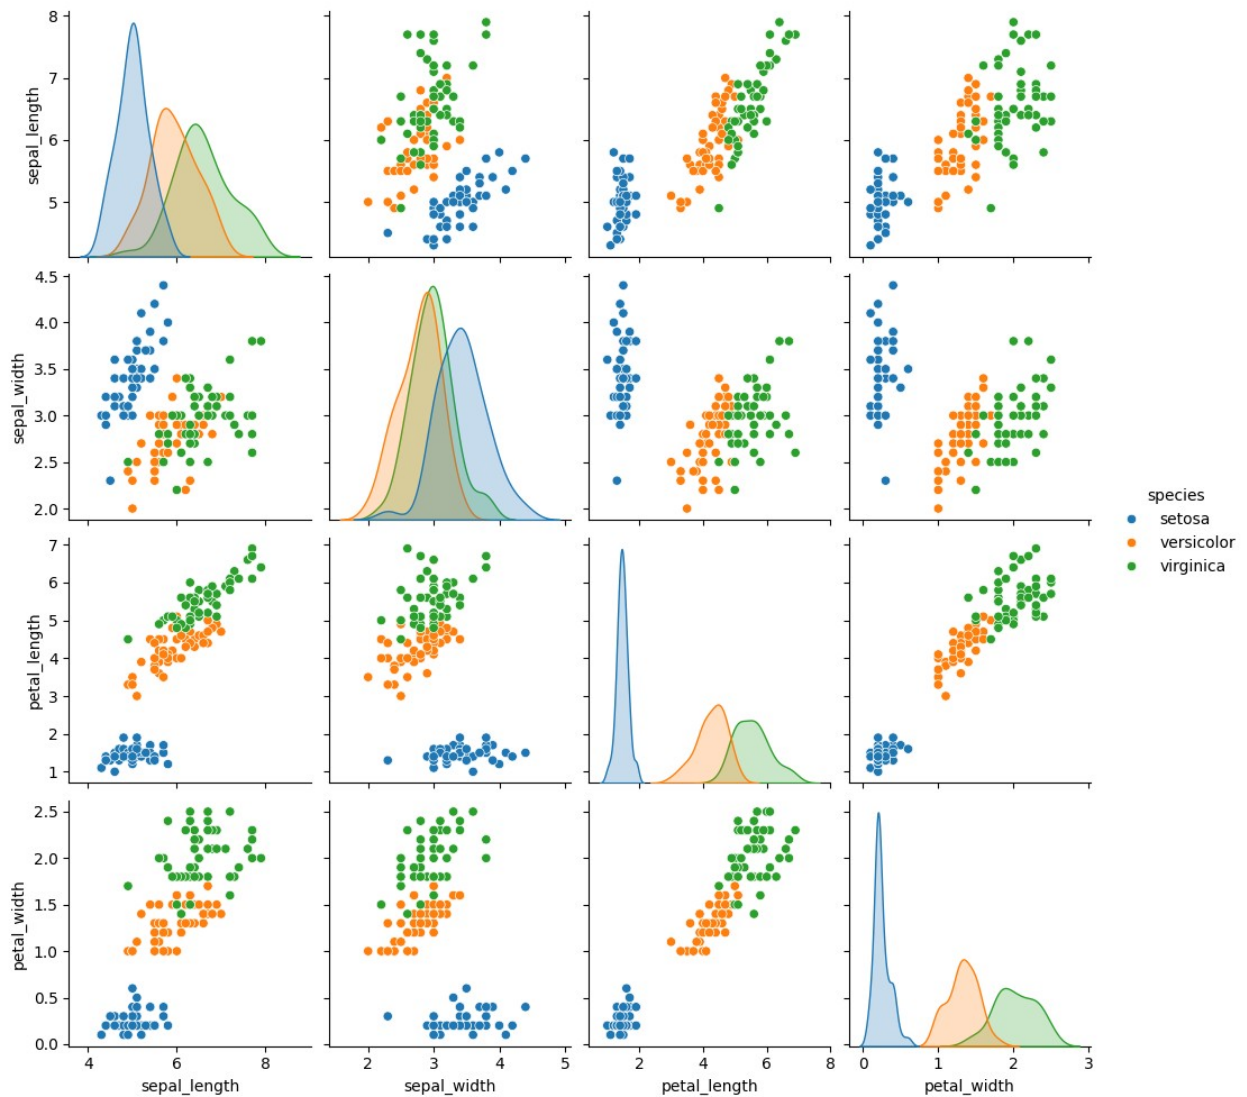 8
7
6
5
sepal_length
4.5
4.0
3.5
3.0
2.5
2.0
sepal_width
species
setosa
versicolor
virginica
7
6
5
4
3
2
1
petal_length
2.5
2.0
1.5
1.0
0.5
0.0
petal_width
4 6 8
2 3 4 5
2 4 6 8
0 1 2 3
sepal_length sepal_width petal_length petal_width